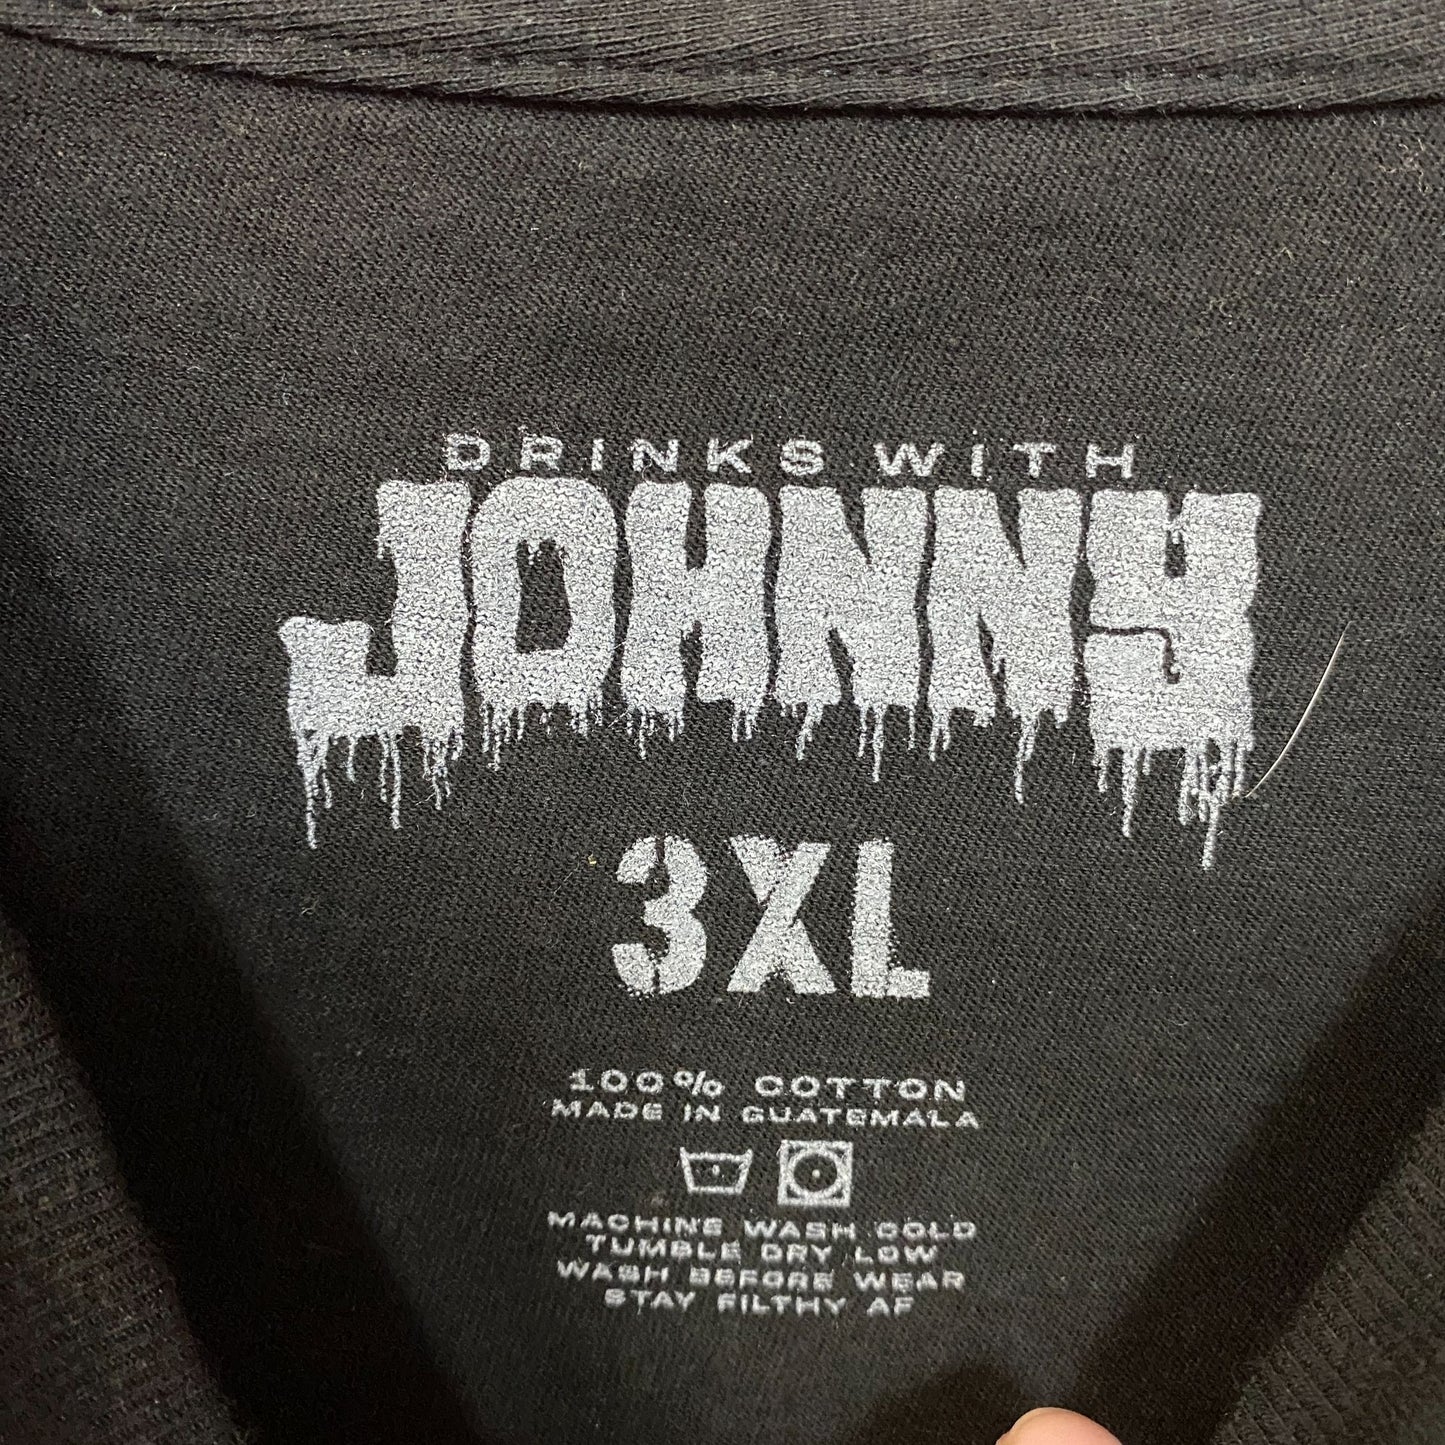 DRINKS WITH
JOHNNY
3XL
100% COTTON
MADE IN GUATEMALA
MACHINE WASH COLD
TUMBLE DRY LOW
WASH BEFORE WEAR
STAY FILTHY AF